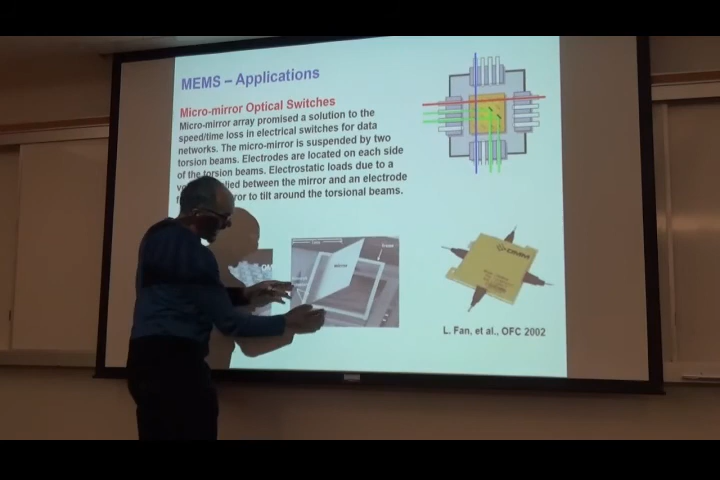 MEMS – Applications
Micro-mirror Optical Switches
Micro-mirror array promised a solution to the
speed/time loss in electrical switches for data
networks. The micro-mirror is suspended by two
torsion beams. Electrodes are located on each side
of the torsion beams. Electrostatic loads due to a
lied between the mirror and an electrode
ror to tilt around the torsional beams.
L. Fan, et al., OFC 2002